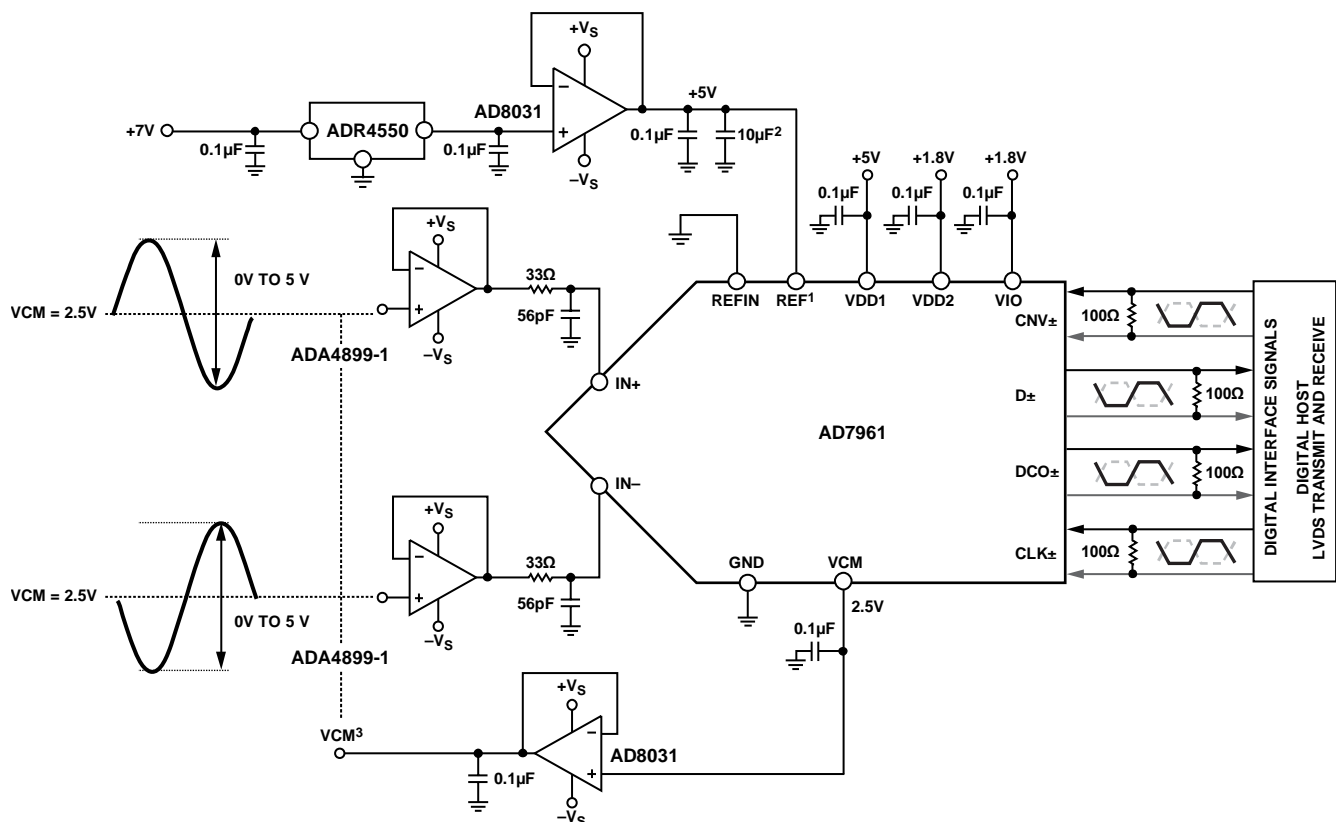 +VS
+7V
ADR4550
AD8031
+5V
−
+
0.1µF
0.1µF
0.1µF
10µF2
−VS
+5V
+1.8V
+1.8V
0.1µF
0.1µF
0.1µF
+VS
0V TO 5 V
33Ω
−
+
56pF
VCM = 2.5V
−VS
ADA4899-1
REFIN
REF1
VDD1
VDD2
VIO
IN+
CNV±
100Ω
D±
100Ω
AD7961
DCO±
100Ω
CLK±
100Ω
DIGITAL INTERFACE SIGNALS
DIGITAL HOST
LVDS TRANSMIT AND RECEIVE
IN−
+VS
33Ω
−
+
56pF
VCM = 2.5V
0V TO 5 V
−VS
ADA4899-1
GND
VCM
2.5V
0.1µF
+VS
VCM3
−
+
AD8031
0.1µF
−VS